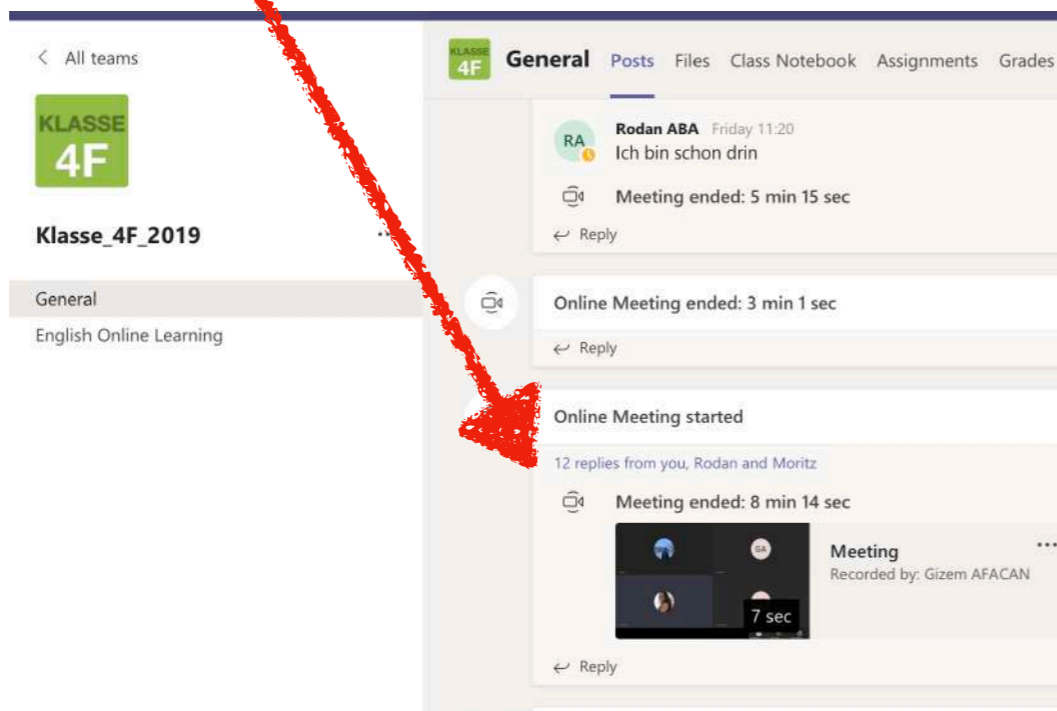 All teams
KLASSE
4F
Klasse_4F_2019
General
English Online Learning
KLASSE
4F
General Posts Files Class Notebook Assignments Grades
RA
Rodan ABA Friday 11:20
Ich bin schon drin
Meeting ended: 5 min 15 sec
Reply
Online Meeting ended: 3 min 1 sec
Reply
Online Meeting started
12 replies from you, Rodan and Moritz
Meeting ended: 8 min 14 sec
GA
7 sec
Meeting
Recorded by: Gizem AFACAN
Reply